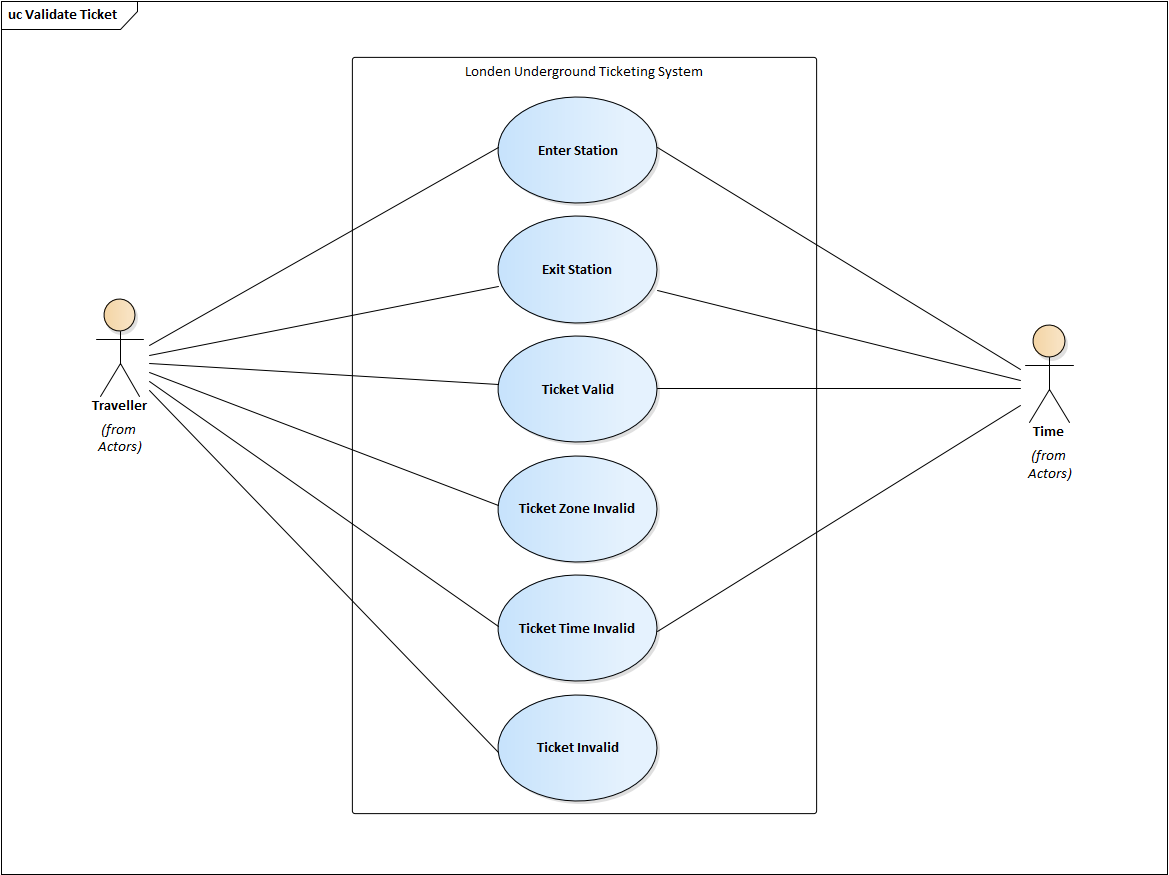 uc Validate Ticket
Londen Underground Ticketing System
Enter Station
Exit Station
Traveller
(from
Actors)
Ticket Valid
Time
(from
Actors)
Ticket Zone Invalid
Ticket Time Invalid
Ticket Invalid